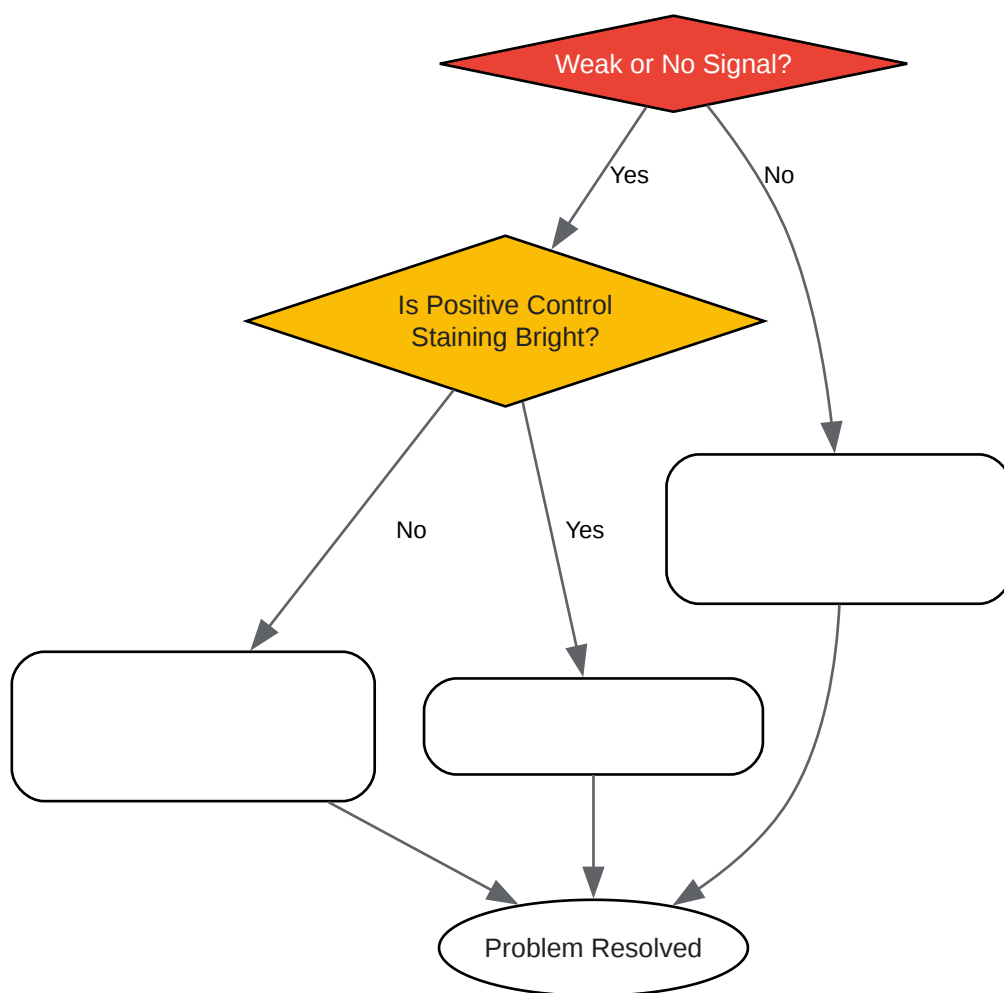 Weak or No Signal?
Yes
No
Is Positive Control
Staining Bright?
No
Yes
Problem Resolved